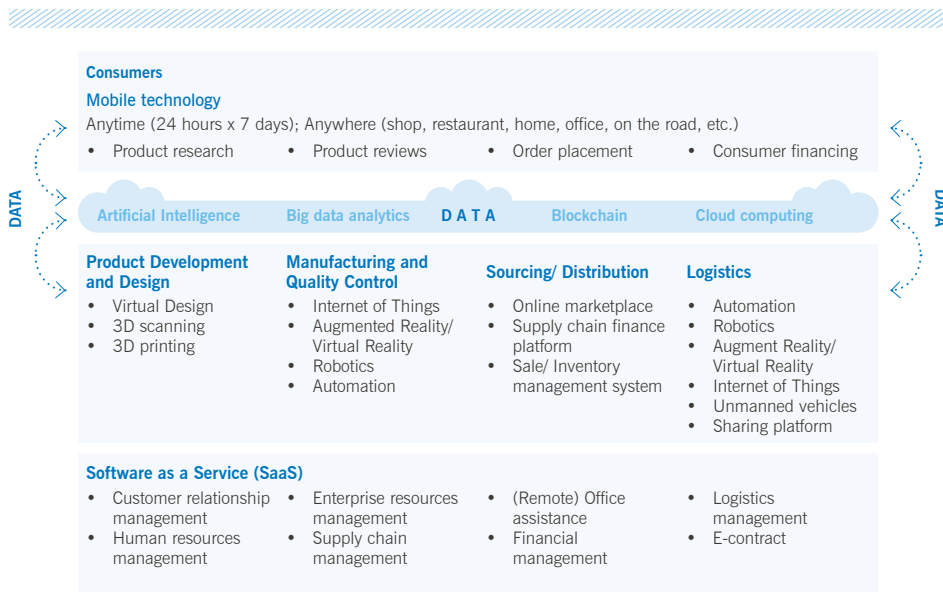 Consumers
Mobile technology
Anytime (24 hours x 7 days); Anywhere (shop, restaurant, home, office, on the road, etc.)
• Product research • Product reviews • Order placement • Consumer financing
DATA
Artificial Intelligence Big data analytics DATA Blockchain Cloud computing
DATA
Product Development
and Design
• Virtual Design
• 3D scanning
• 3D printing
Manufacturing and
Quality Control
• Internet of Things
• Augmented Reality/
Virtual Reality
• Robotics
• Automation
Sourcing/ Distribution
• Online marketplace
• Supply chain finance
platform
• Sale/ Inventory
management system
Logistics
• Automation
• Robotics
• Augment Reality/
Virtual Reality
• Internet of Things
• Unmanned vehicles
• Sharing platform
Software as a Service (SaaS)
• Customer relationship
management
• Human resources
management
• Enterprise resources
management
• Supply chain
management
• (Remote) Office
assistance
• Financial
management
• Logistics
management
• E-contract